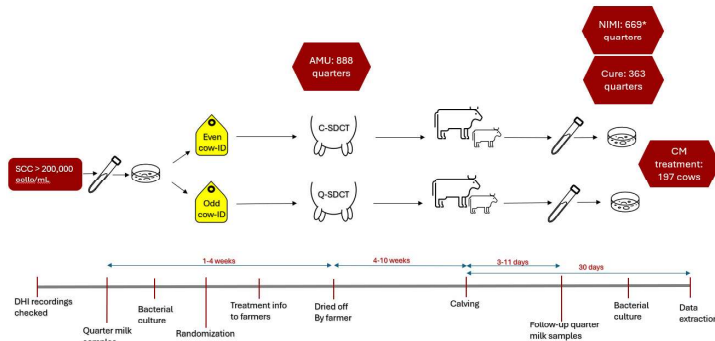 NIMI: 669*
quarters
AMU: 888
quarters
Cure: 363
quarters
Even
cow-ID
C-SDCT
SCC > 200,000
CM
treatment:
197 cows
Odd
cow-ID
Q-SDCT
1-4 weeks
4-10 weeks
3-11 days
30 days
DHI recordings
checked
Quarter milk
Bacterial
culture
Randomization
Treatment info
to farmers
Dried off
By farmer
Calving
Follow-up quarter
milk samples
Bacterial
culture
Data
extraction